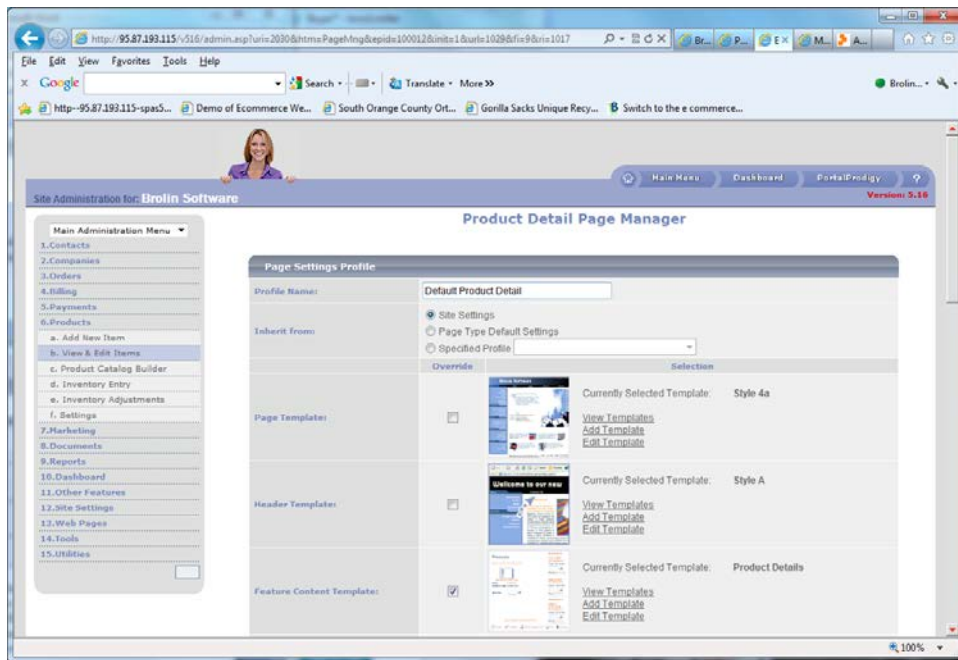 http://95.87.193.115/v516/admin.asp?uri=2030&htm=PageMng&epid=100012&init=1&url=1029&fi=9&ri=1017
Br...
P...
E
M...
A...
File Edit View Favorites Tools Help
Google
Search
Translate
More >>
Brolin...
http--95.87.193.115-spas5...
Demo of Ecommerce We...
South Orange County Ort...
Gorilla Sacks Unique Recy...
Switch to the e commerce...
Main Menu
Dashboard
PortalProdigy
?
Site Administration for: Brolin Software
Version: 5.16
Product Detail Page Manager
Main Administration Menu
1.Contacts
2.Companies
3.Orders
4.Billing
5.Payments
6.Products
a. Add New Item
b. View & Edit Items
c. Product Catalog Builder
d. Inventory Entry
e. Inventory Adjustments
f. Settings
7.Marketing
8.Documents
9.Reports
10.Dashboard
11.Other Features
12.Site Settings
13.Web Pages
14.Tools
15.Utilities
Page Settings Profile
Profile Name: Default Product Detail
Inherit from:
Site Settings
Page Type Default Settings
Specified Profile
Override Selection
Page Template:
Currently Selected Template: Style 4a
View Templates
Add Template
Edit Template
Header Template:
Wellcome to our new
Currently Selected Template: Style A
View Templates
Add Template
Edit Template
Feature Content Template:
Currently Selected Template: Product Details
View Templates
Add Template
Edit Template
100%